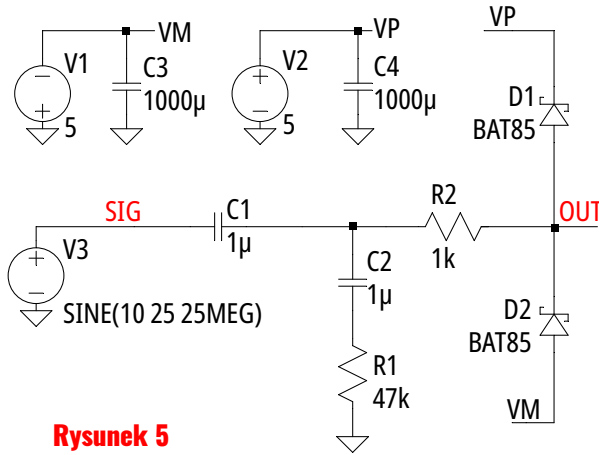 VM
VP
VP
V1
C3
V2
C4
1000µ
1000µ
5
5
D1
BAT85
SIG
C1
R2
OUT
V3
1µ
1k
C2
1µ
SINE(10 25 25MEG)
D2
BAT85
R1
47k
VM
Rysunek 5